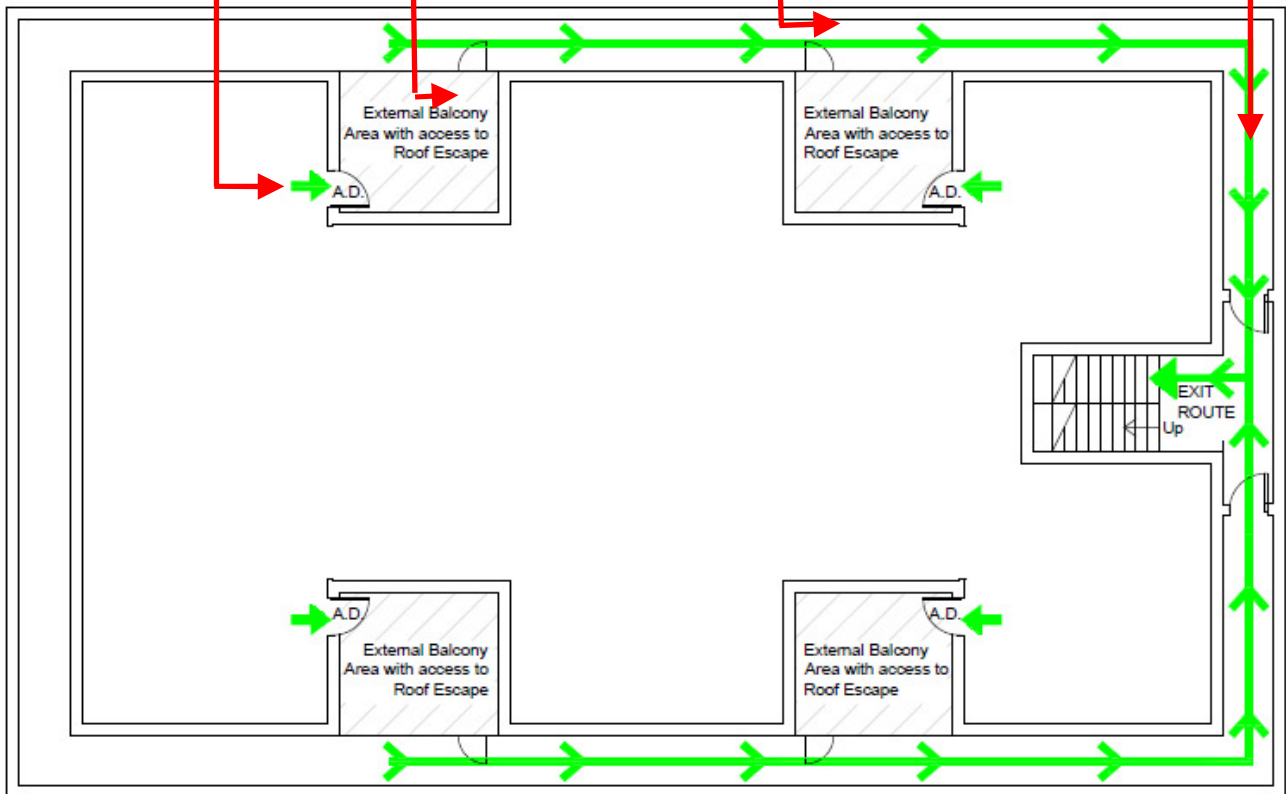 External Balcony
Area with access to
Roof Escape
A.D.
External Balcony
Area with access to
Roof Escape
A.D.
EXIT
ROUTE
Up
A.D.
External Balcony
Area with access to
Roof Escape
A.D.
External Balcony
Area with access to
Roof Escape